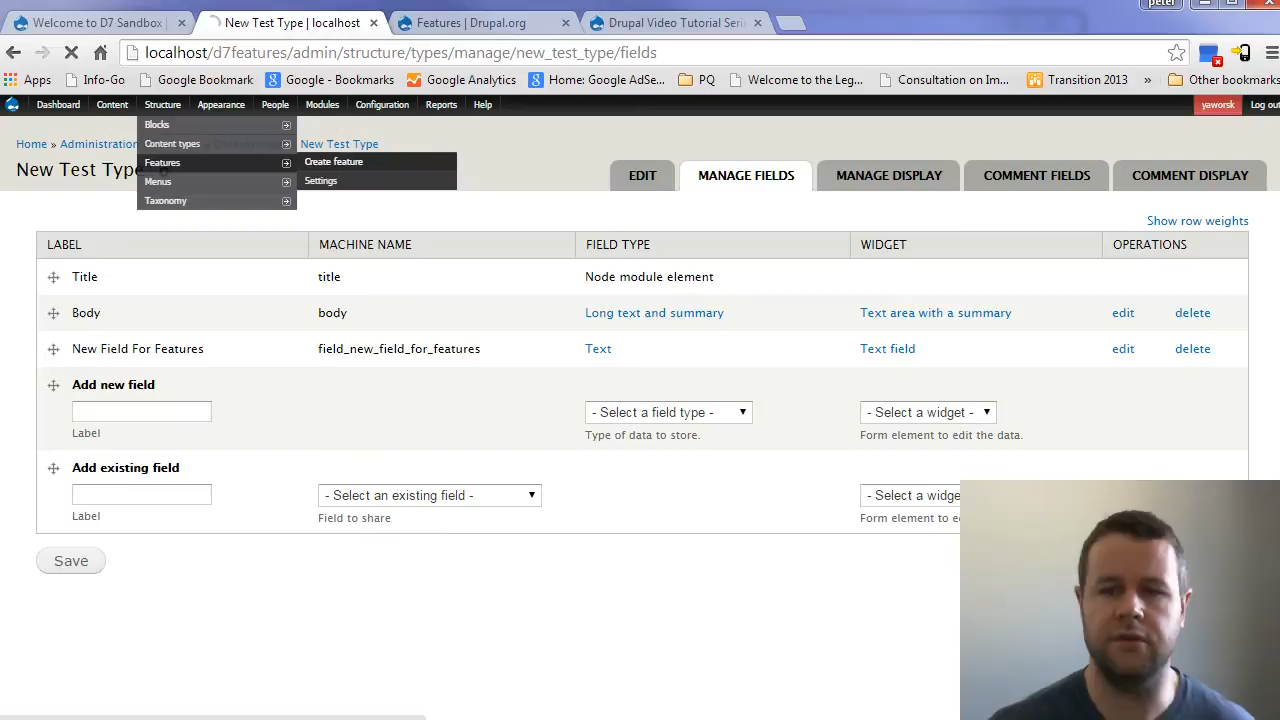 peter
Welcome to D7 Sandbox
New Test Type | localhost
Features | Drupal.org
Drupal Video Tutorial Seri
localhost/d7features/admin/structure/types/manage/new_test_type/fields
Apps
Info-Go
Google Bookmark
Google - Bookmarks
Google Analytics
Home: Google AdSe...
PQ
Welcome to the Log...
Consultation on Im...
Transition 2013
»
Other bookmarks
Dashboard
Content
Structure
Appearance
People
Modules
Configuration
Reports
Help
yaworsk
Log out
Blocks
Content types
Features
Menus
Taxonomy
Create feature
Settings
Home » Administration
New Test Type
New Test Type
EDIT
MANAGE FIELDS
MANAGE DISPLAY
COMMENT FIELDS
COMMENT DISPLAY
Show row weights
LABEL MACHINE NAME FIELD TYPE WIDGET OPERATIONS
Title title Node module element
Body body Long text and summary Text area with a summary edit delete
New Field For Features field_new_field_for_features Text Text field edit delete
Add new field
- Select a field type - - Select a widget -
Label Type of data to store. Form element to edit the data.
Add existing field
- Select an existing field - - Select a widge
Label Field to share Form element to e
Save